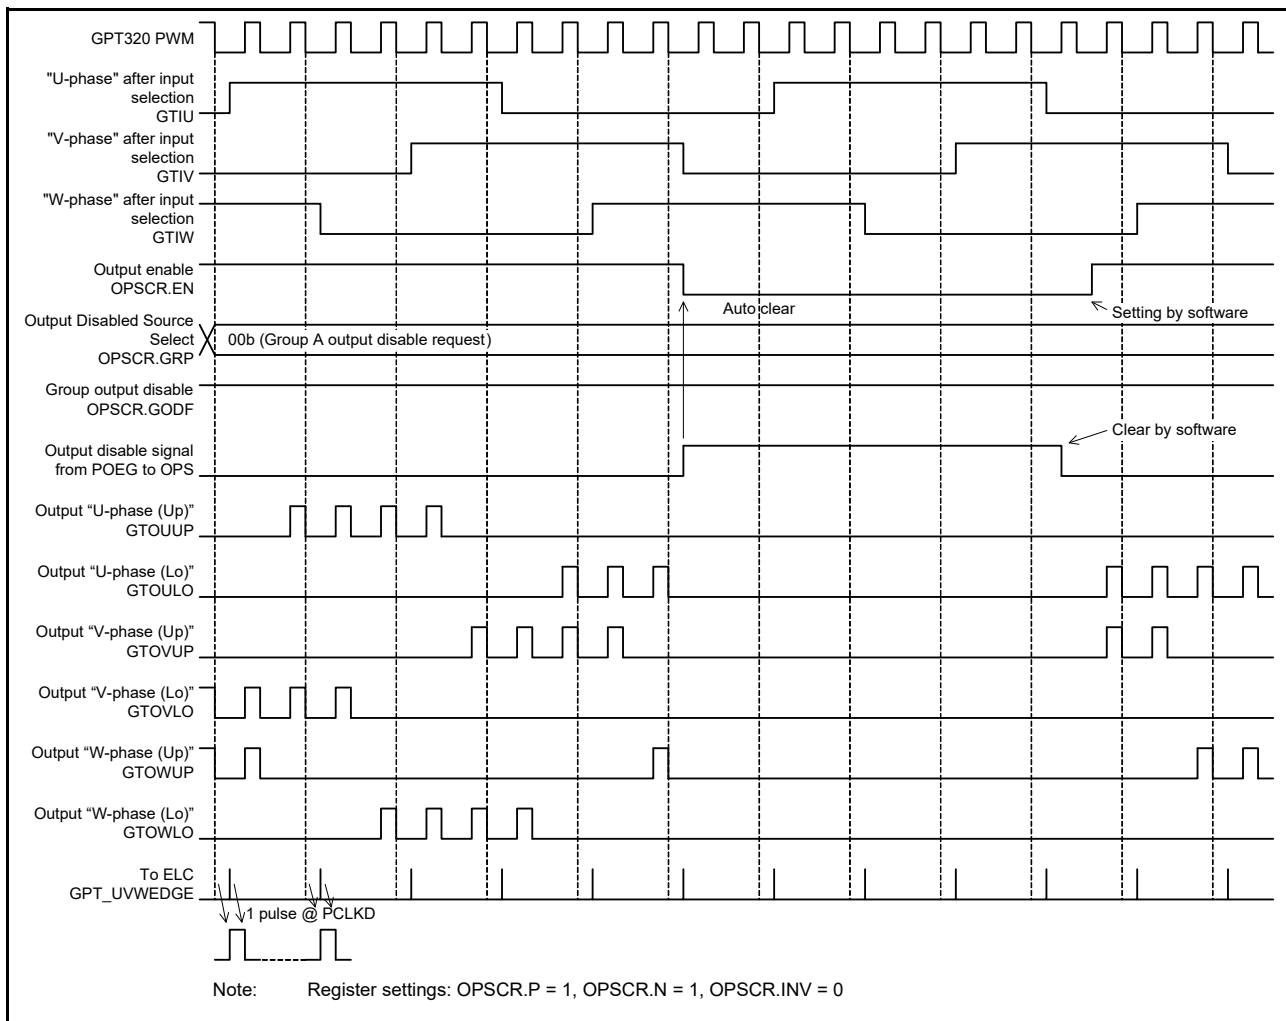 GPT320 PWM
"U-phase" after input
selection
GTIU
"V-phase" after input
selection
GTIV
"W-phase" after input
selection
GTIW
Output enable
OPSCR.EN
Auto clear
Setting by software
Output Disabled Source
Select
OPSCR.GRP
00b (Group A output disable request)
Group output disable
OPSCR.GODF
Clear by software
Output disable signal
from POEG to OPS
Output “U-phase (Up)”
GTOUUP
Output “U-phase (Lo)”
GTOULO
Output “V-phase (Up)”
GTOVUP
Output “V-phase (Lo)”
GTOVLO
Output “W-phase (Up)”
GTOWUP
Output “W-phase (Lo)”
GTOWLO
To ELC
GPT_UVWEDGE
1 pulse @ PCLKD
Note: Register settings: OPSCR.P = 1, OPSCR.N = 1, OPSCR.INV = 0